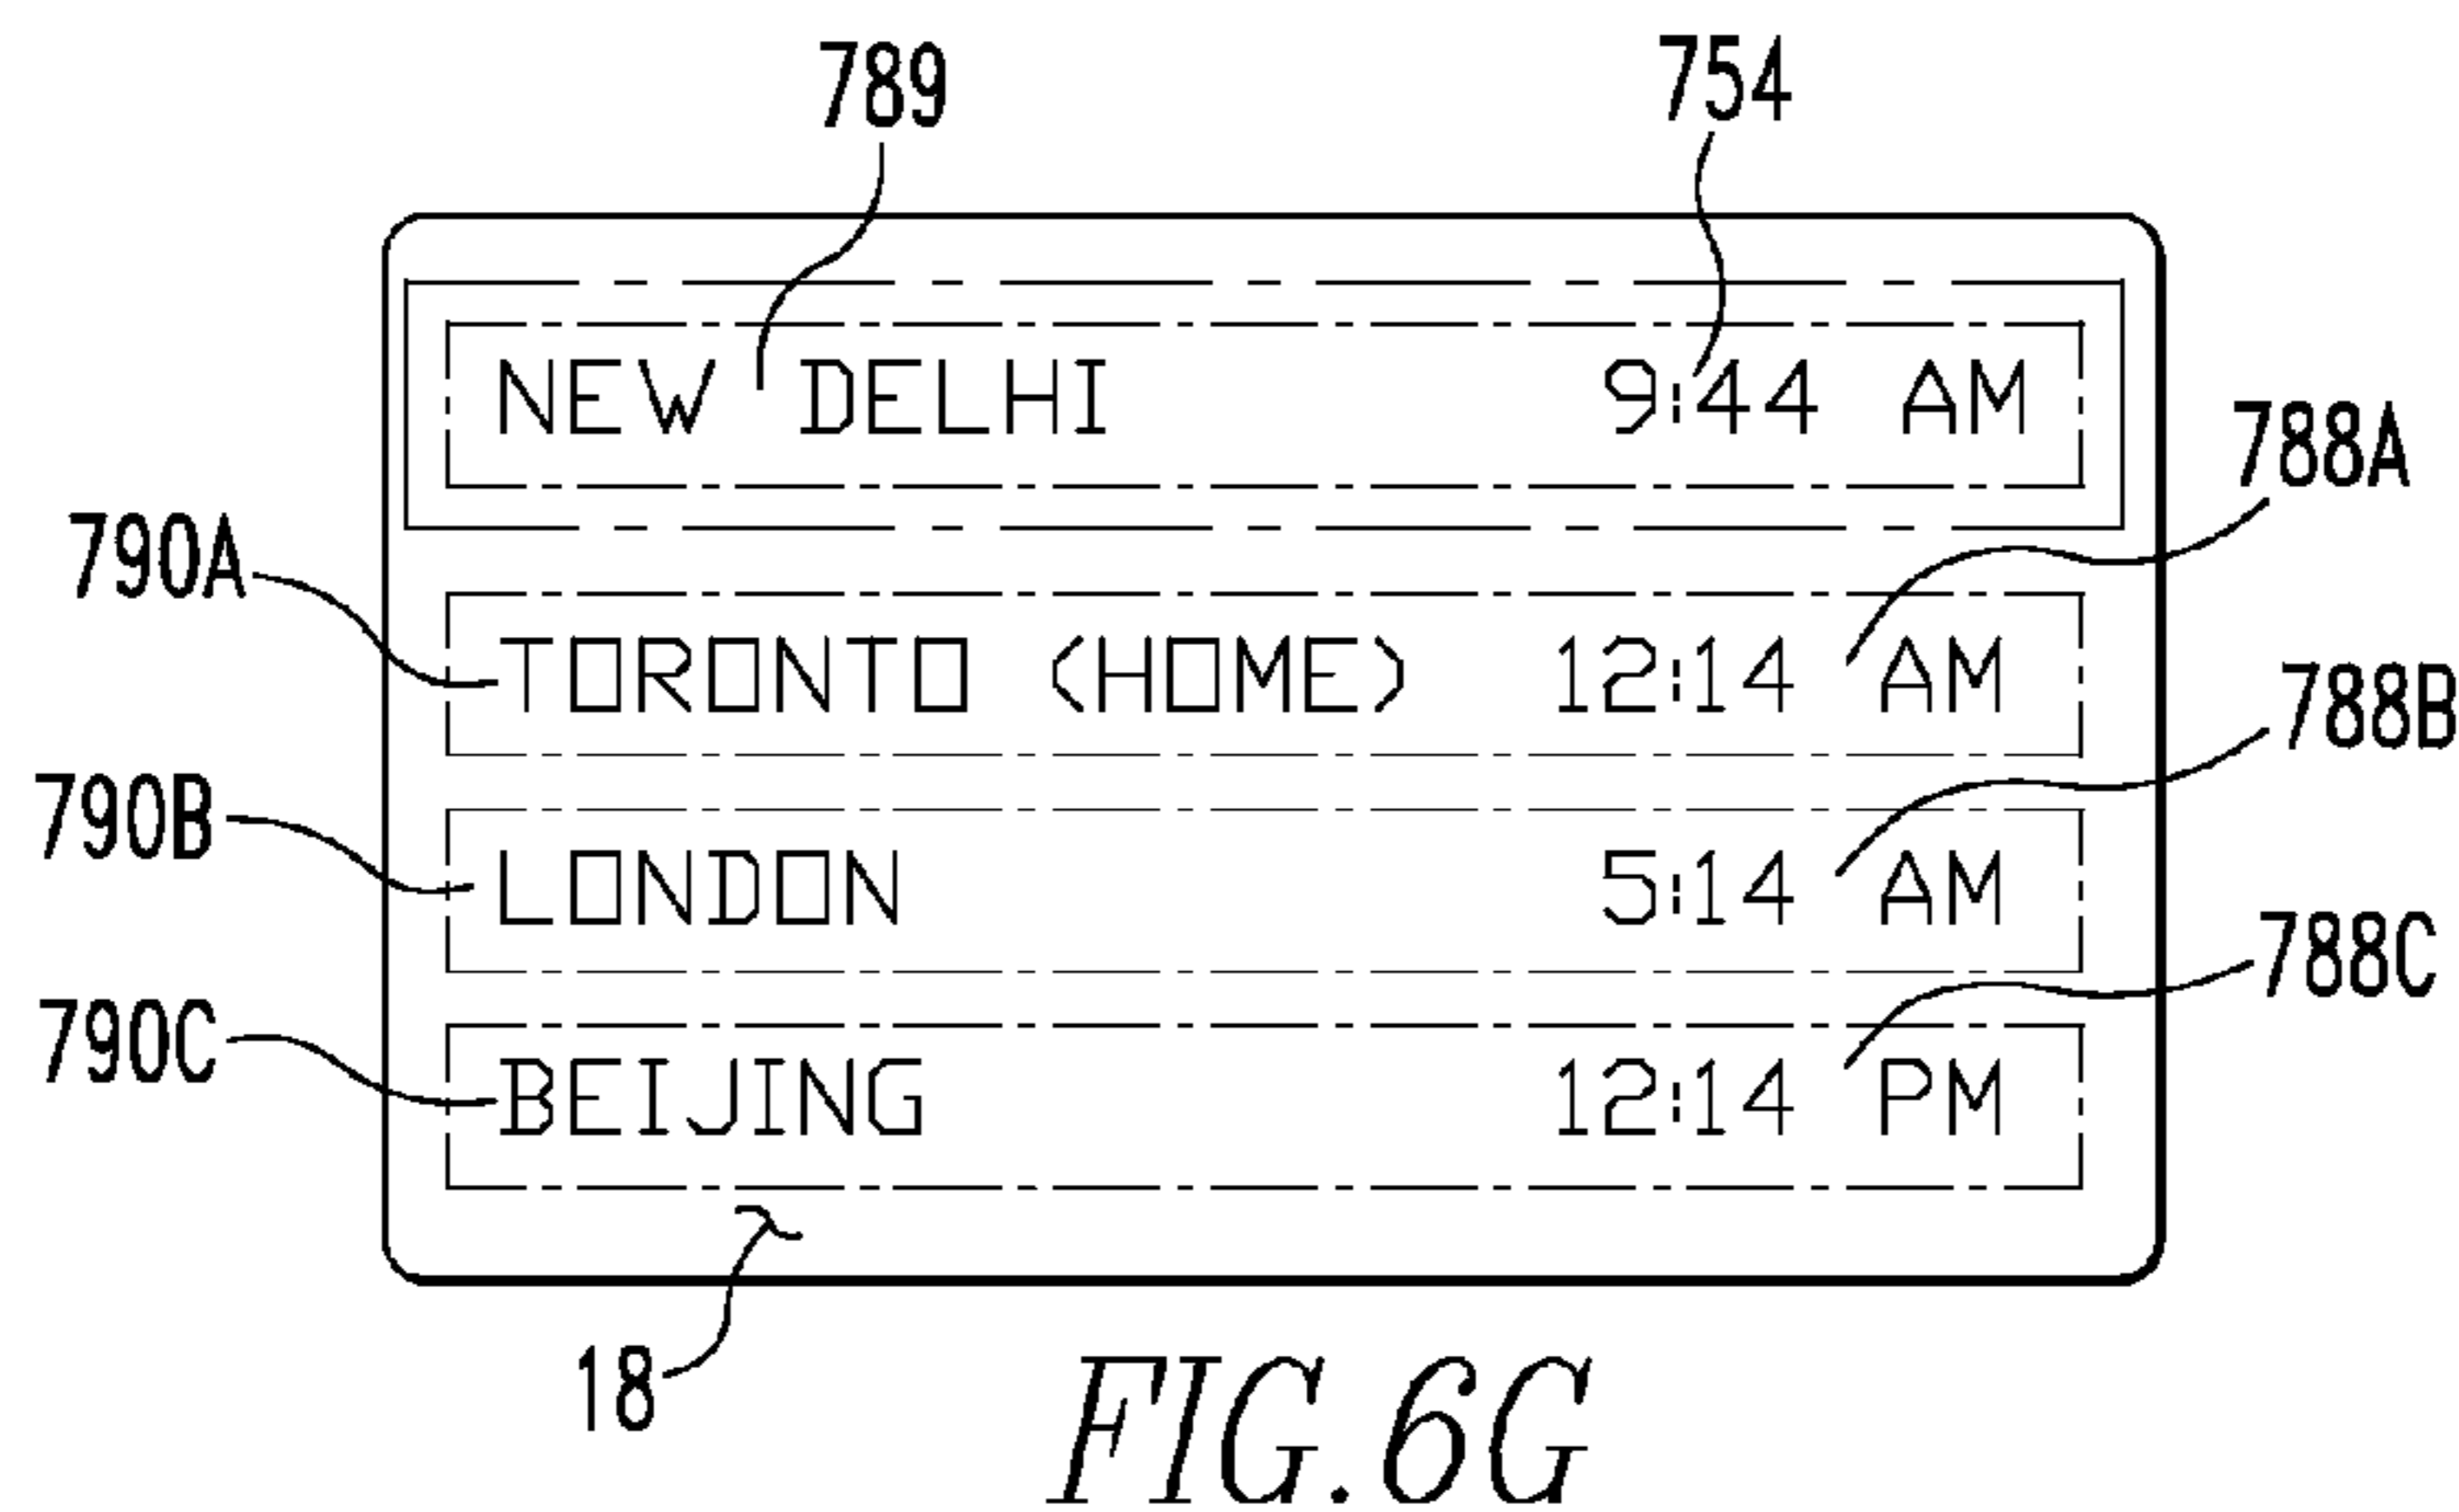 789 754
NEW DELHI 9:44 AM
788A
790A
TORONTO (HOME) 12:14 AM
788B
790B
LONDON 5:14 AM
788C
790C
BEIJING 12:14 PM
18
FIG.6G